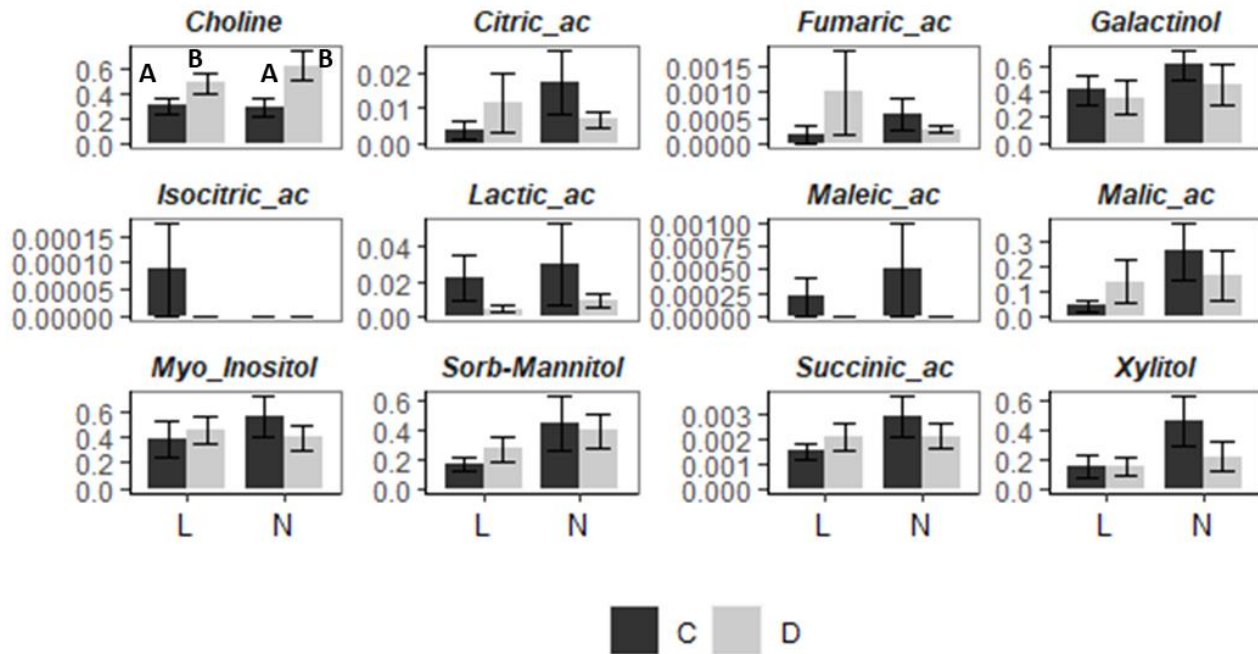 Choline Citric_ac Fumaric_ac Galactinol
0.6 0.4 0.2 0.0 A B A B
0.02 0.01 0.00
0.0015 0.0010 0.0005 0.0000
0.6 0.4 0.2 0.0
Isocitric_ac Lactic_ac Maleic_ac Malic_ac
0.00015 0.00010 0.00005 0.00000
0.04 0.02 0.00
0.00100 0.00075 0.00050 0.00025 0.00000
0.3 0.2 0.1 0.0
Myo_Inositol Sorb-Mannitol Succinic_ac Xylitol
0.6 0.4 0.2 0.0
0.6 0.4 0.2 0.0
0.003 0.002 0.001 0.000
0.6 0.4 0.2 0.0
L N L N L N L N
C D